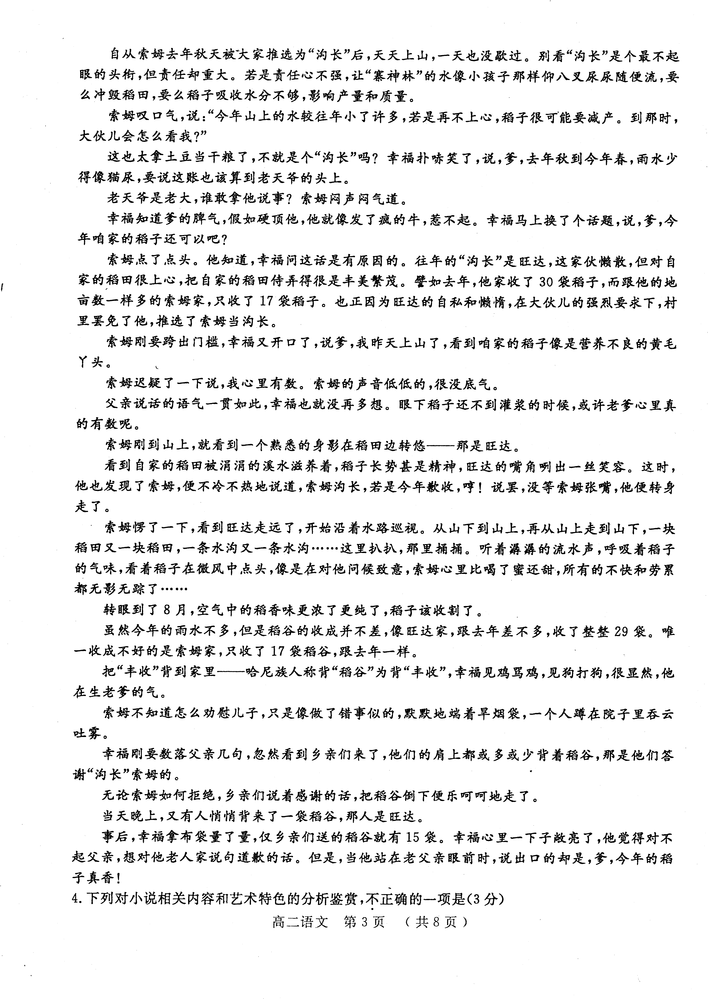 自从索姆去年秋天被大家推选为“沟长”后,天天上山,一天也没歇过。别看“沟长”是个最不起
眼的头衔,但责任却重大。若是责任心不强,让“寨神林”的水像小孩子那样仰八叉尿尿随便流,要
么冲毁稻田,要么稻子吸收水分不够,影响产量和质量。
索姆叹口气,说:“今年山上的水较往年小了许多,若是再不上心,稻子很可能要减产。到那时,
大伙儿会怎么看我?”
这也太拿土豆当干粮了,不就是个“沟长”吗?幸福扑哧笑了,说,爹,去年秋到今年春,雨水少
得像猫尿,要说这账也该算到老天爷的头上。
老天爷是老大,谁敢拿他说事?索姆闷声闷气道。
幸福知道爹的脾气,假如硬顶他,他就像发了疯的牛,惹不起。幸福马上换了个话题,说,爹,今
年咱家的稻子还可以吧?
索姆点了点头。他知道,幸福问这话是有原因的。往年的“沟长”是旺达,这家伙懒散,但对自
家的稻田很上心,把自家的稻田侍弄得很是丰美繁茂。譬如去年,他家收了30袋稻子,而跟他的地
亩数一样多的索姆家,只收了17袋稻子。也正因为旺达的自私和懒惰,在大伙儿的强烈要求下,村
里罢免了他,推选了索姆当沟长。
索姆刚要跨出门槛,幸福又开口了,说爹,我昨天上山了,看到咱家的稻子像是营养不良的黄毛
丫头。
索姆迟疑了一下说,我心里有数。索姆的声音低低的,很没底气。
父亲说话的语气一贯如此,幸福也就没再多想。眼下稻子还不到灌浆的时候,或许老爹心里真
的有数呢。
索姆刚到山上,就看到一个熟悉的身影在稻田边转悠——那是旺达。
看到自家的稻田被涓涓的溪水滋养着,稻子长势甚是精神,旺达的嘴角咧出一丝笑容。这时,
他也发现了索姆,便不冷不热地说道,索姆沟长,若是今年歉收,哼!说罢,没等索姆张嘴,他便转身
走了。
索姆愣了一下,看到旺达走远了,开始沿着水路巡视。从山下到山上,再从山上走到山下,一块
稻田又一块稻田,一条水沟又一条水沟……这里扒扒,那里捅捅。听着潺潺的流水声,呼吸着稻子
的气味,看着稻子在微风中点头,像是在对他问候致意,索姆心里比喝了蜜还甜,所有的不快和劳累
都无影无踪了……
转眼到了8月,空气中的稻香味更浓了更纯了,稻子该收割了。
虽然今年的雨水不多,但是稻谷的收成并不差,像旺达家,跟去年差不多,收了整整29袋。唯
一收成不好的是索姆家,只收了17袋稻谷,跟去年一样。
把“丰收”背到家里——哈尼族人称背“稻谷”为背“丰收”,幸福见鸡骂鸡,见狗打狗,很显然,他
在生老爹的气。
索姆不知道怎么劝慰儿子,只是像做了错事似的,默默地端着旱烟袋,一个人蹲在院子里吞云
吐雾。
幸福刚要数落父亲几句,忽然看到乡亲们来了,他们的肩上都或多或少背着稻谷,那是他们答
谢“沟长”索姆的。
无论索姆如何拒绝,乡亲们说着感谢的话,把稻谷倒下便乐呵呵地走了。
当天晚上,又有人悄悄背来了一袋稻谷,那人是旺达。
事后,幸福拿布袋量了量,仅乡亲们送的稻谷就有15袋。幸福心里一下子敞亮了,他觉得对不
起父亲,想对他老人家说句道歉的话。但是,当他站在老父亲眼前时,说出口的却是,爹,今年的稻
子真香!
4.下列对小说相关内容和艺术特色的分析鉴赏,不正确的一项是(3分)
高二语文 第3页 (共8页)